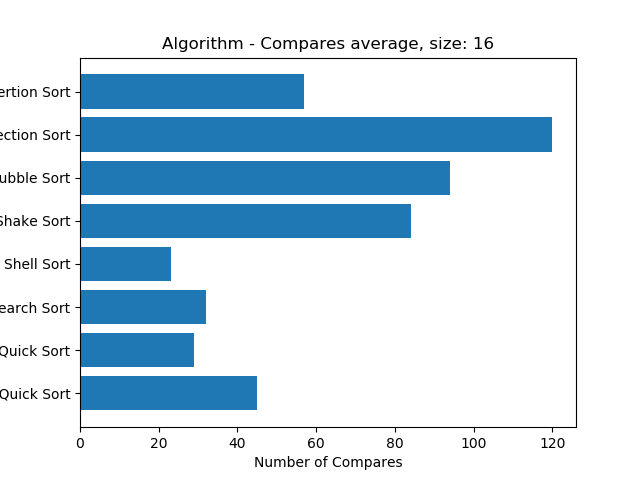 Algorithm - Compares average, size: 16
ertion Sort
ection Sort
ubble Sort
Shake Sort
Shell Sort
earch Sort
Quick Sort
Quick Sort
0 20 40 60 80 100 120
Number of Compares